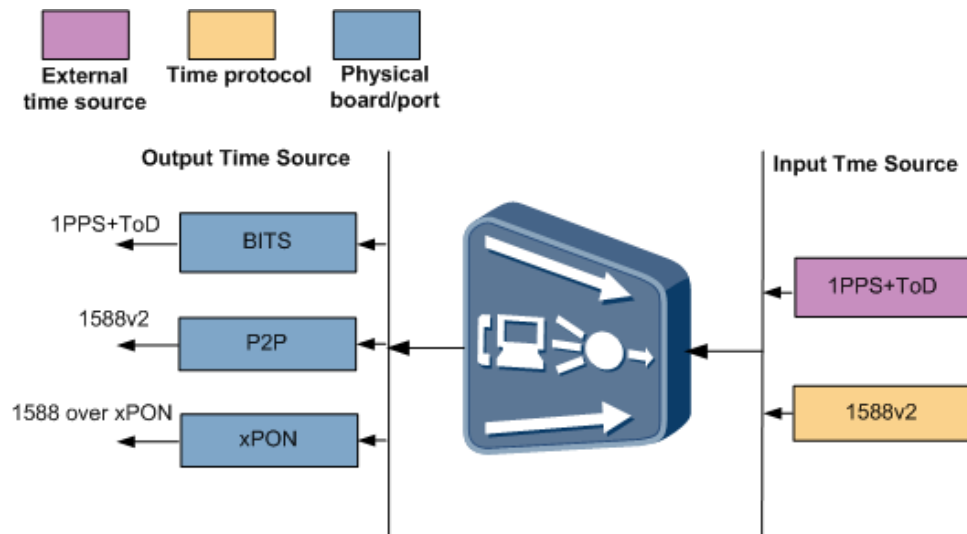 External
time source
Time protocol
Physical
board/port
Output Time Source
Input Tme Source
1PPS+ToD
BITS
1PPS+ToD
1588v2
P2P
1588v2
1588 over xPON
xPON